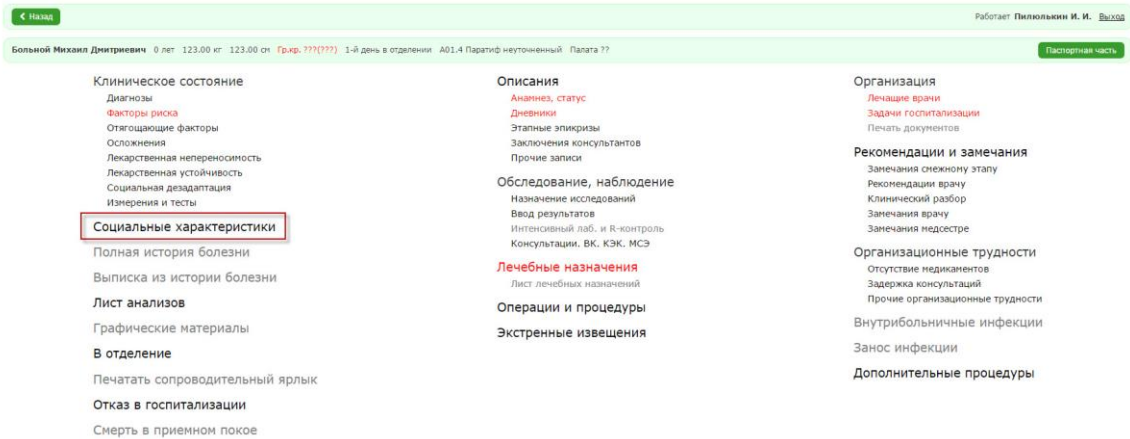 Назад
Работает Пилюлькин И. И. Выход
Больной Михаил Дмитриевич 0 лет 123.00 кг 123.00 см Гр.кр. ???(???) 1-й день в отделении A01.4 Паратиф неуточненный Палата ??
Паспортная часть
Клиническое состояние
Диагнозы
Факторы риска
Отягощающие факторы
Осложнения
Лекарственная непереносимость
Лекарственная устойчивость
Социальная дезадаптация
Измерения и тесты
Социальные характеристики
Полная история болезни
Выписка из истории болезни
Лист анализов
Графические материалы
В отделение
Печатать сопроводительный ярлык
Отказ в госпитализации
Смерть в приемном покое
Описания
Анамнез, статус
Дневники
Этапные эпикризы
Заключения консультантов
Прочие записи
Обследование, наблюдение
Назначение исследований
Ввод результатов
Интенсивный лаб. и R-контроль
Консультации. ВК. КЭК. МСЭ
Лечебные назначения
Лист лечебных назначений
Операции и процедуры
Экстренные извещения
Организация
Лечащие врачи
Задачи госпитализации
Печать документов
Рекомендации и замечания
Замечания смежному этапу
Рекомендации врачу
Клинический разбор
Замечания врачу
Замечания медсестре
Организационные трудности
Отсутствие медикаментов
Задержка консультаций
Прочие организационные трудности
Внутрибольничные инфекции
Занос инфекции
Дополнительные процедуры